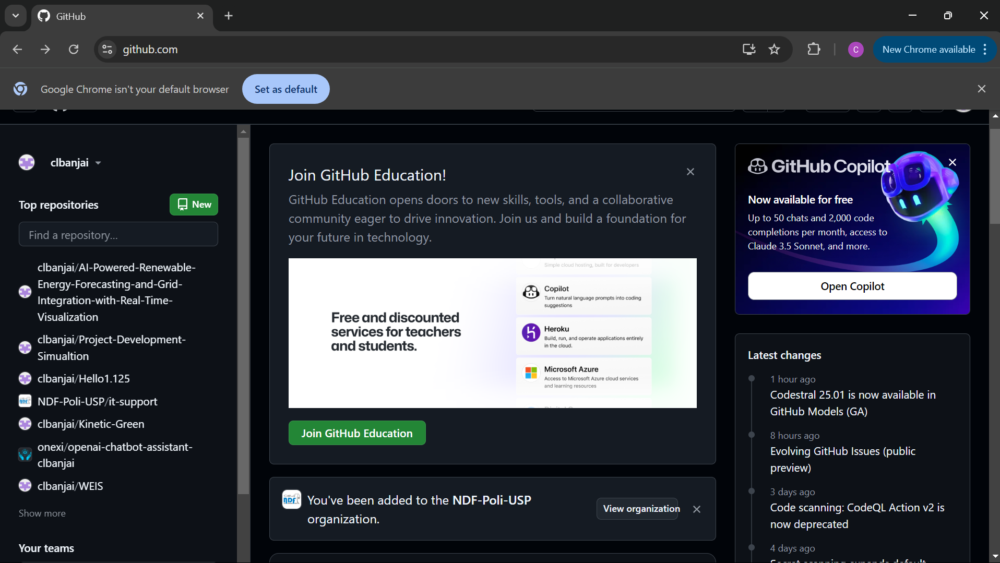 GitHub
github.com
C
New Chrome available
Google Chrome isn't your default browser
Set as default
clbanjai
Top repositories
New
Find a repository...
clbanjai/AI-Powered-Renewable-
Energy-Forecasting-and-Grid-
Integration-with-Real-Time-
Visualization
clbanjai/Project-Development-
Simualtion
clbanjai/Hello1.125
NDF-Poli-USP/it-support
clbanjai/Kinetic-Green
onexi/openai-chatbot-assistant-
clbanjai
clbanjai/WEIS
Show more
Your teams
Join GitHub Education!
GitHub Education opens doors to new skills, tools, and a collaborative
community eager to drive innovation. Join us and build a foundation for
your future in technology.
Free and discounted
services for teachers
and students.
Simple cloud hosting, built for developers
Copilot
Turn natural language prompts into coding
suggestions
Heroku
Build, run, and operate applications entirely
in the cloud.
Microsoft Azure
Access to Microsoft Azure cloud services
and learning resources
Join GitHub Education
You've been added to the NDF-Poli-USP
organization.
View organization
GitHub Copilot
Now available for free
Up to 50 chats and 2,000 code
completions per month, access to
Claude 3.5 Sonnet, and more.
Open Copilot
Latest changes
1 hour ago
Codestral 25.01 is now available in
GitHub Models (GA)
8 hours ago
Evolving GitHub Issues (public
preview)
3 days ago
Code scanning: CodeQL Action v2 is
now deprecated
4 days ago